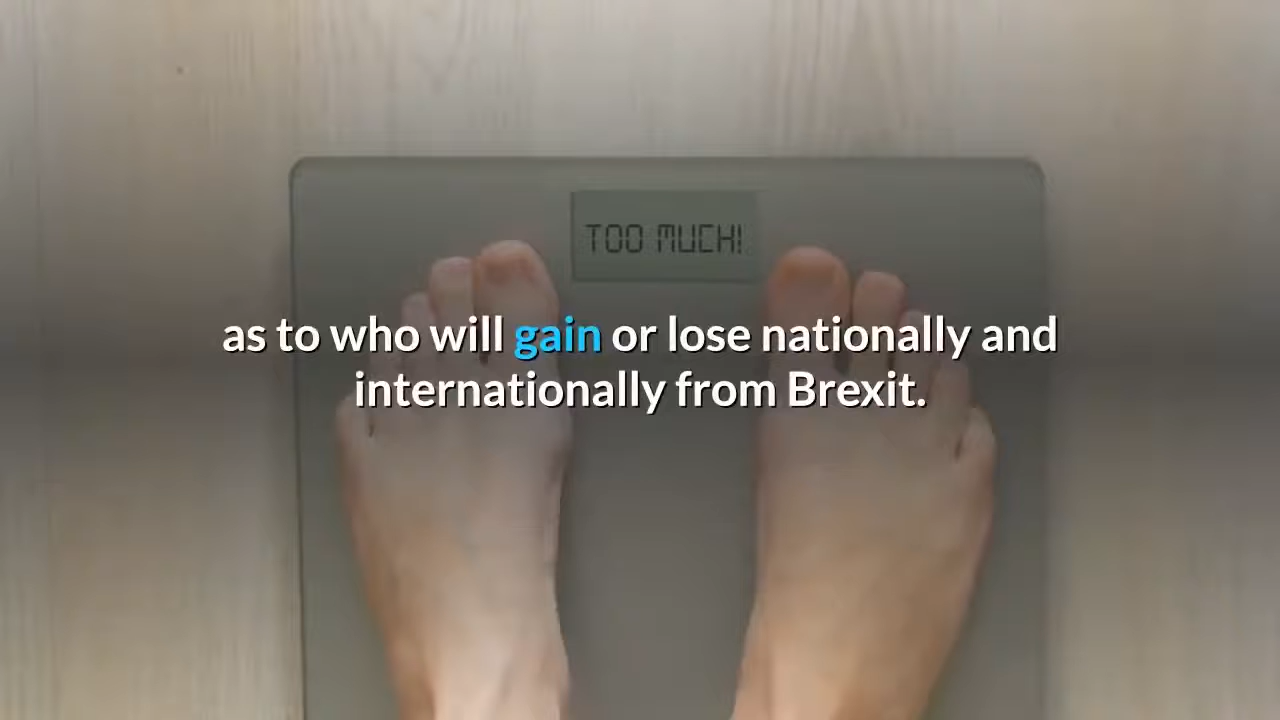 TOO MUCH!
as to who will gain or lose nationally and
internationally from Brexit.